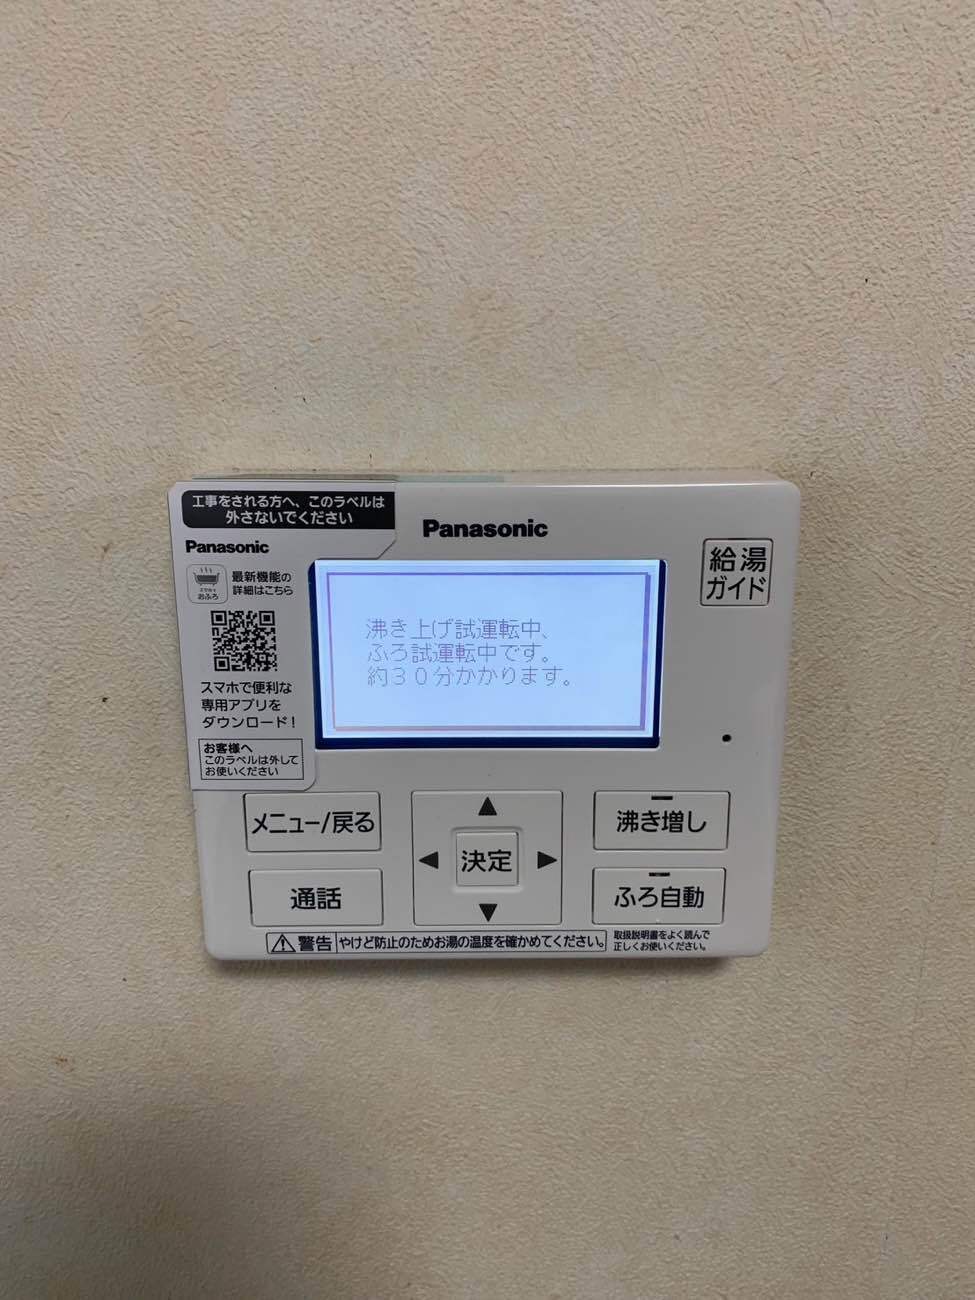 工事をされる方へ、このラベルは
外さないでください
Panasonic
最新機能の
詳細はこちら
おふろ
スマホで便利な
専用アプリを
ダウンロード!
お客様へ
このラベルは外して
お使いください
Panasonic
給湯
ガイド
沸き上げ試運転中、
ふろ試運転中です。
約30分かかります。
メニュー/戻る
決定
沸き増し
通話
ふろ自動
警告 やけど防止のためお湯の温度を確かめてください。
取扱説明書をよく読んで
正しくお使いください。